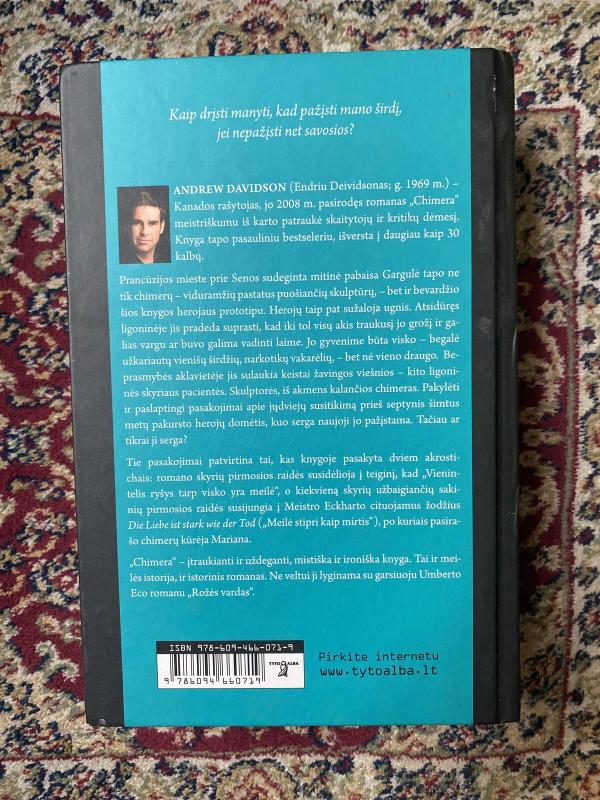 Kaip drįsti manyti, kad pažįsti mano širdį,
jei nepažįsti net savosios?
ANDREW DAVIDSON (Endriu Deividsonas; g. 1969 m.) –
Kanados rašytojas, jo 2008 m. pasirodęs romanas „Chimera“
meistriškumu iš karto patraukė skaitytojų ir kritikų dėmesį.
Knyga tapo pasauliniu bestseleriu, išversta į daugiau kaip 30
kalbų.
Prancūzijos mieste prie Senos sudeginta mitinė pabaisa Gargulė tapo ne
tik chimerų – viduramžių pastatus puošiančių skulptūrų, – bet ir bevardžio
šios knygos herojaus prototipu. Herojų taip pat sužaloja ugnis. Atsidūręs
ligoninėje jis pradeda suprasti, kad iki tol visų akis traukusį jo grožį ir ga-
lias vargu ar buvo galima vadinti laime. Jo gyvenime būta visko – begalė
užkariautų vienišų širdžių, narkotikų vakarėlių, – bet nė vieno draugo. Be-
prasmybės aklavietėje jis sulaukia keistai žavingos viešnios – kito ligoni-
nės skyriaus pacientės. Skulptorės, iš akmens kalančios chimeras. Pakylėti
ir paslaptingi pasakojimai apie jųdviejų susitikimą prieš septynis šimtus
metų pakursto herojų domėtis, kuo serga naujoji jo pažįstama. Tačiau ar
tikrai ji serga?
Tie pasakojimai patvirtina tai, kas knygoje pasakyta dviem akrosti-
chais: romano skyrių pirmosios raidės susidėlioja į teiginį, kad „Vienin-
telis ryšys tarp visko yra meilė“, o kiekvieną skyrių užbaigiančių saki-
nių pirmosios raidės susijungia į Meistro Eckharto cituojamus žodžius
Die Liebe ist stark wie der Tod („Meilė stipri kaip mirtis“), po kuriais pasira-
šo chimerų kūrėja Mariana.
„Chimera“ – įtraukianti ir uždeganti, mistiška ir ironiška knyga. Tai ir mei-
lės istorija, ir istorinis romanas. Ne veltui ji lyginama su garsiuoju Umberto
Eco romanu „Rožės vardas“.
ISBN 978-609-466-071-9
TYTO ALBA
9 786094 660719
Pirkite internetu
www.tytoalba.lt